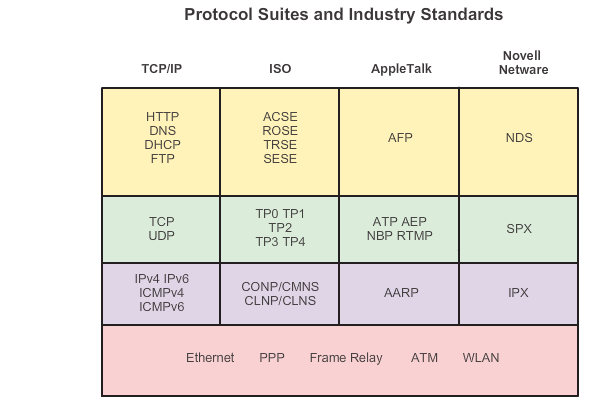 Protocol Suites and Industry Standards
TCP/IP
ISO
AppleTalk
Novell
Netware
HTTP
DNS
DHCP
FTP
ACSE
ROSE
TRSE
SESE
AFP
NDS
TCP
UDP
TP0 TP1
TP2
TP3 TP4
ATP AEP
NBP RTMP
SPX
IPv4 IPv6
ICMPv4
ICMPv6
CONP/CMNS
CLNP/CLNS
AARP
IPX
Ethernet PPP Frame Relay ATM WLAN